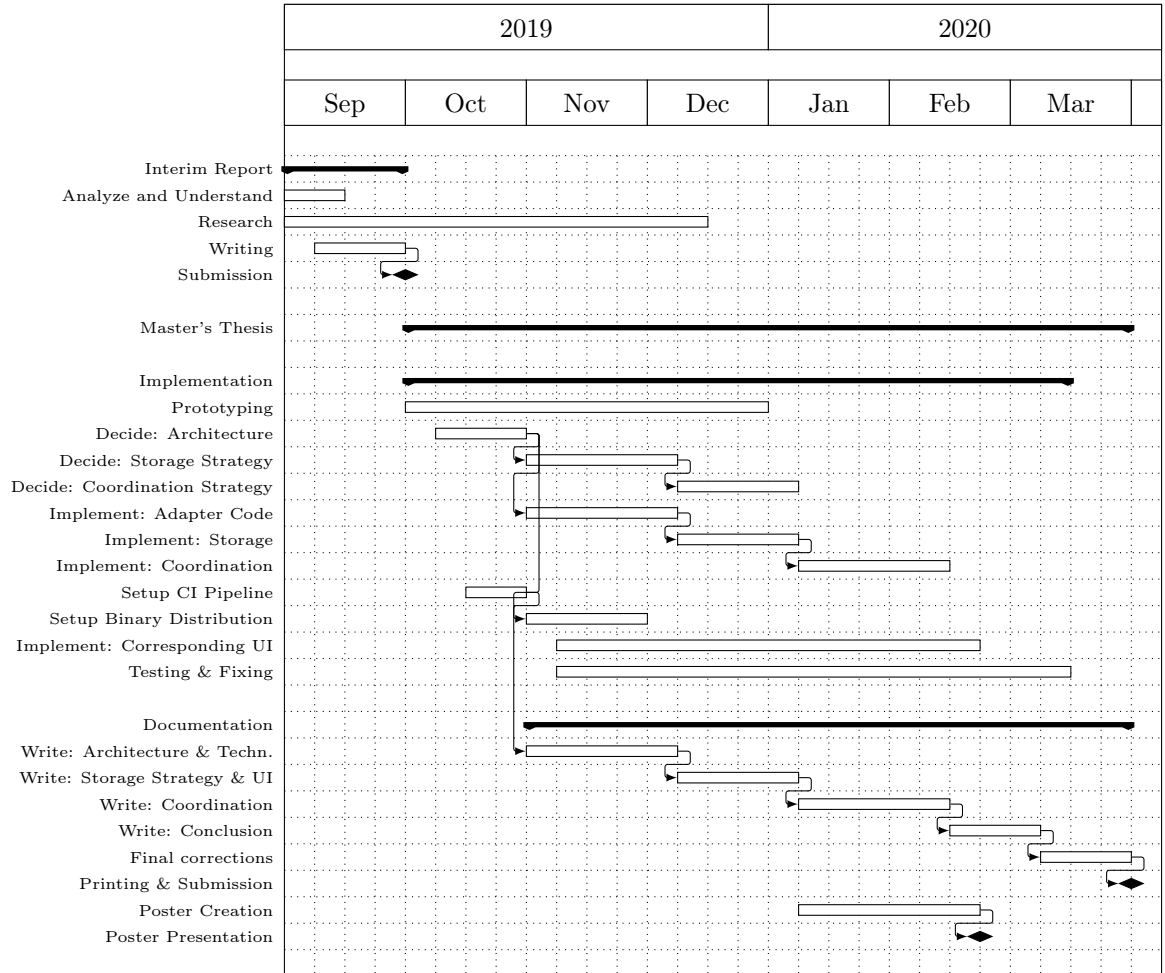 2019 2020
Sep Oct Nov Dec Jan Feb Mar
Interim Report
Analyze and Understand
Research
Writing
Submission
Master's Thesis
Implementation
Prototyping
Decide: Architecture
Decide: Storage Strategy
Decide: Coordination Strategy
Implement: Adapter Code
Implement: Storage
Implement: Coordination
Setup CI Pipeline
Setup Binary Distribution
Implement: Corresponding UI
Testing & Fixing
Documentation
Write: Architecture & Techn.
Write: Storage Strategy & UI
Write: Coordination
Write: Conclusion
Final corrections
Printing & Submission
Poster Creation
Poster Presentation